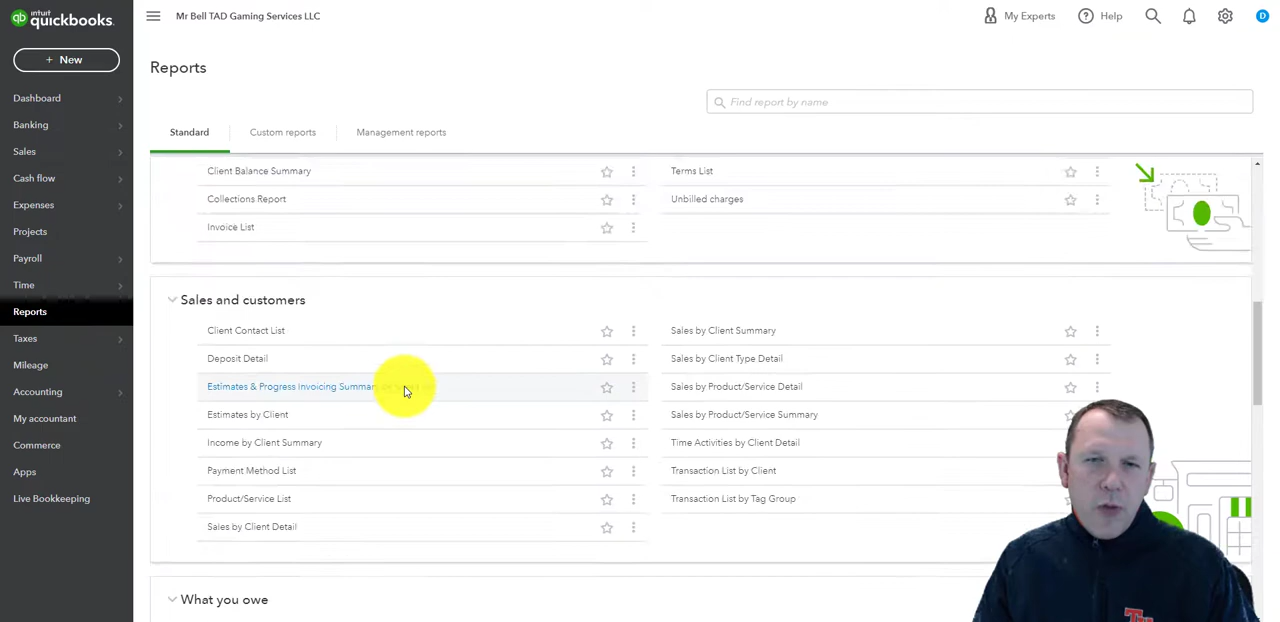 intuit
quickbooks.
Mr Bell TAD Gaming Services LLC
My Experts
Help
D
+ New
Dashboard
Banking
Sales
Cash flow
Expenses
Projects
Payroll
Time
Reports
Taxes
Mileage
Accounting
My accountant
Commerce
Apps
Live Bookkeeping
Reports
Find report by name
Standard
Custom reports
Management reports
Client Balance Summary
Terms List
Collections Report
Unbilled charges
Invoice List
Sales and customers
Client Contact List
Sales by Client Summary
Deposit Detail
Sales by Client Type Detail
Estimates & Progress Invoicing Summary
Sales by Product/Service Detail
Estimates by Client
Sales by Product/Service Summary
Income by Client Summary
Time Activities by Client Detail
Payment Method List
Transaction List by Client
Product/Service List
Transaction List by Tag Group
Sales by Client Detail
What you owe